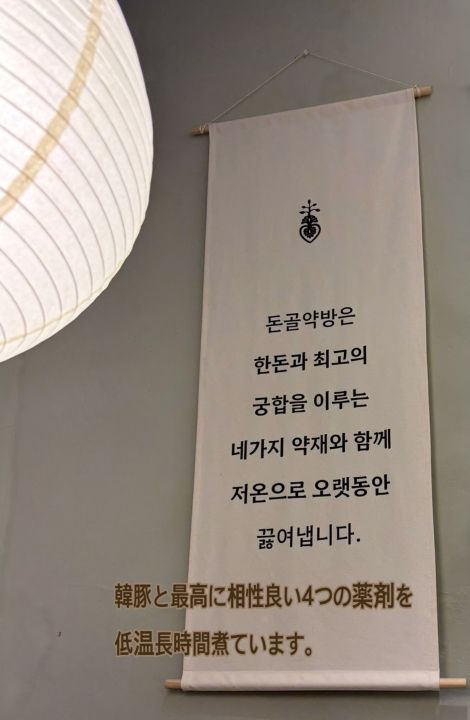 돈골약방은
한돈과 최고의
궁합을 이루는
네가지 약재와 함께
저온으로 오랫동안
끓여냅니다.
韓豚と最高に相性良い4つの薬剤を
低温長時間煮ています。